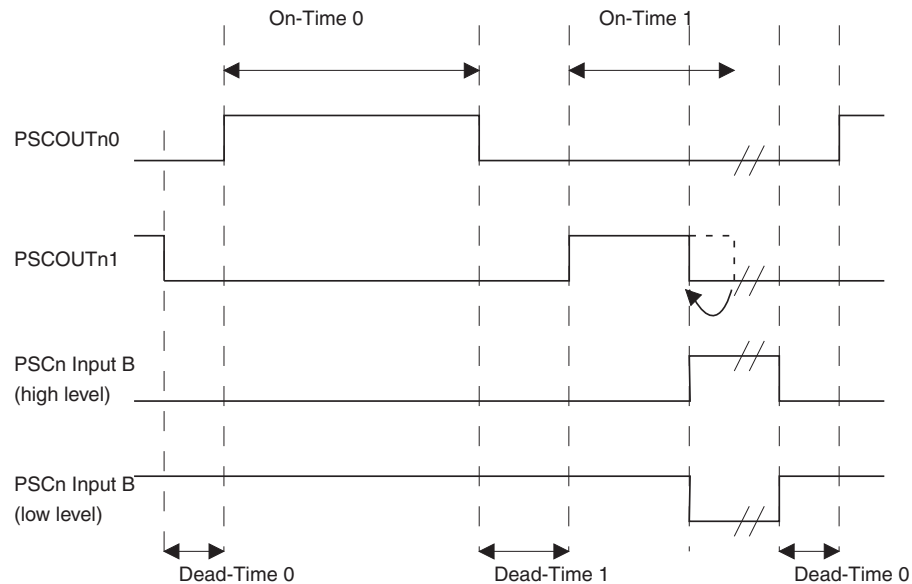 On-Time 0
On-Time 1
PSCOUTn0
PSCOUTn1
PSCn Input B
(high level)
PSCn Input B
(low level)
Dead-Time 0
Dead-Time 1
Dead-Time 0